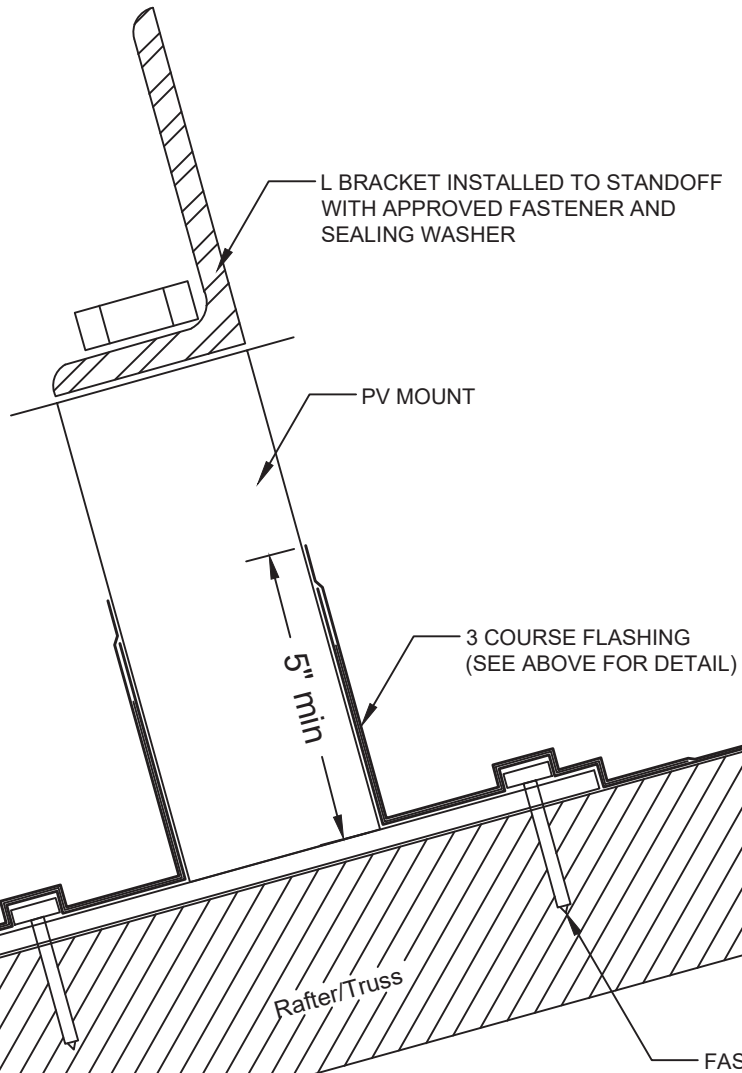 L BRACKET INSTALLED TO STANDOFF
WITH APPROVED FASTENER AND
SEALING WASHER
PV MOUNT
3 COURSE FLASHING
(SEE ABOVE FOR DETAIL)
5" min
Rafter/Truss
FAS